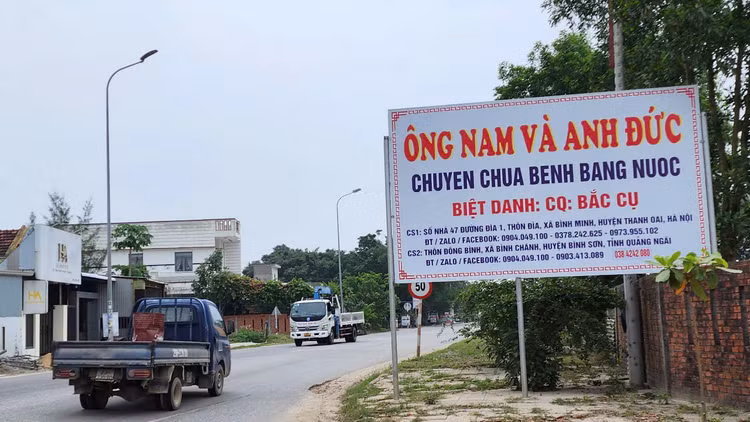 ÔNG NAM VÀ ANH ĐỨC
CHUYEN CHUA BENH BANG NUOC
BIỆT DANH: CQ: BẮC CỤ
CS1: SỐ NHÀ 47 ĐƯỜNG ĐỊA 1, THÔN ĐÌA, XÃ BÌNH MINH, HUYỆN THANH OAI, HÀ NỘI
ĐT / ZALO / FACEBOOK: 0904.049.100 - 0378.242.625 - 0973.955.102
CS2: THÔN ĐÔNG BÌNH, XÃ BÌNH CHÁNH, HUYỆN BÌNH SƠN, TỈNH QUẢNG NGÃI
ĐT / ZALO / FACEBOOK: 0904.049.100 - 0903.413.089 038 4242 080
50